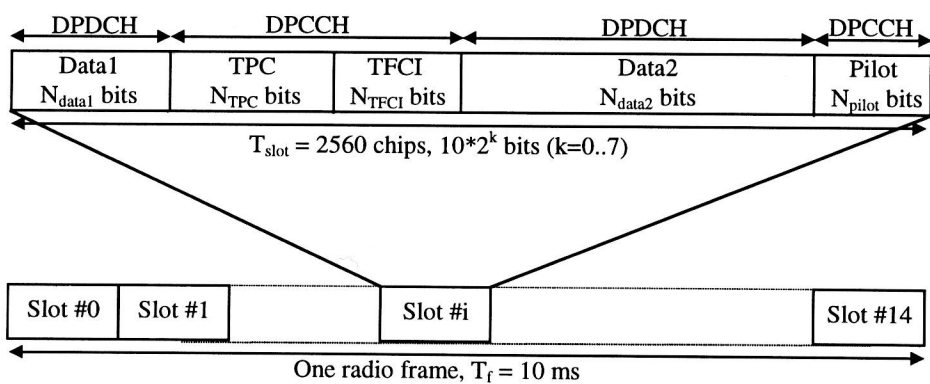 DPDCH DPCCH DPDCH DPCCH
Data1 TPC TFCI Data2 Pilot
N_data1 bits N_TPC bits N_TFCI bits N_data2 bits N_pilot bits
T_slot = 2560 chips, 10*2^k bits (k=0..7)
Slot #0 Slot #1 Slot #i Slot #14
One radio frame, T_f = 10 ms